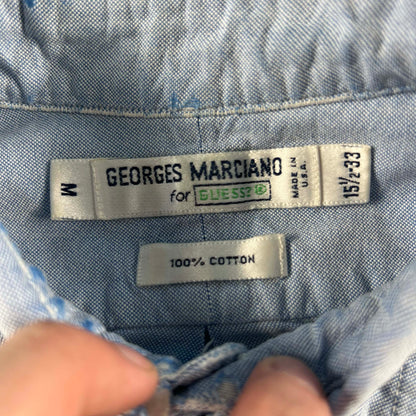 M
GEORGES MARCIANO
for GUESS?®
MADE IN
U.S.A.
15½-33
100% COTTON